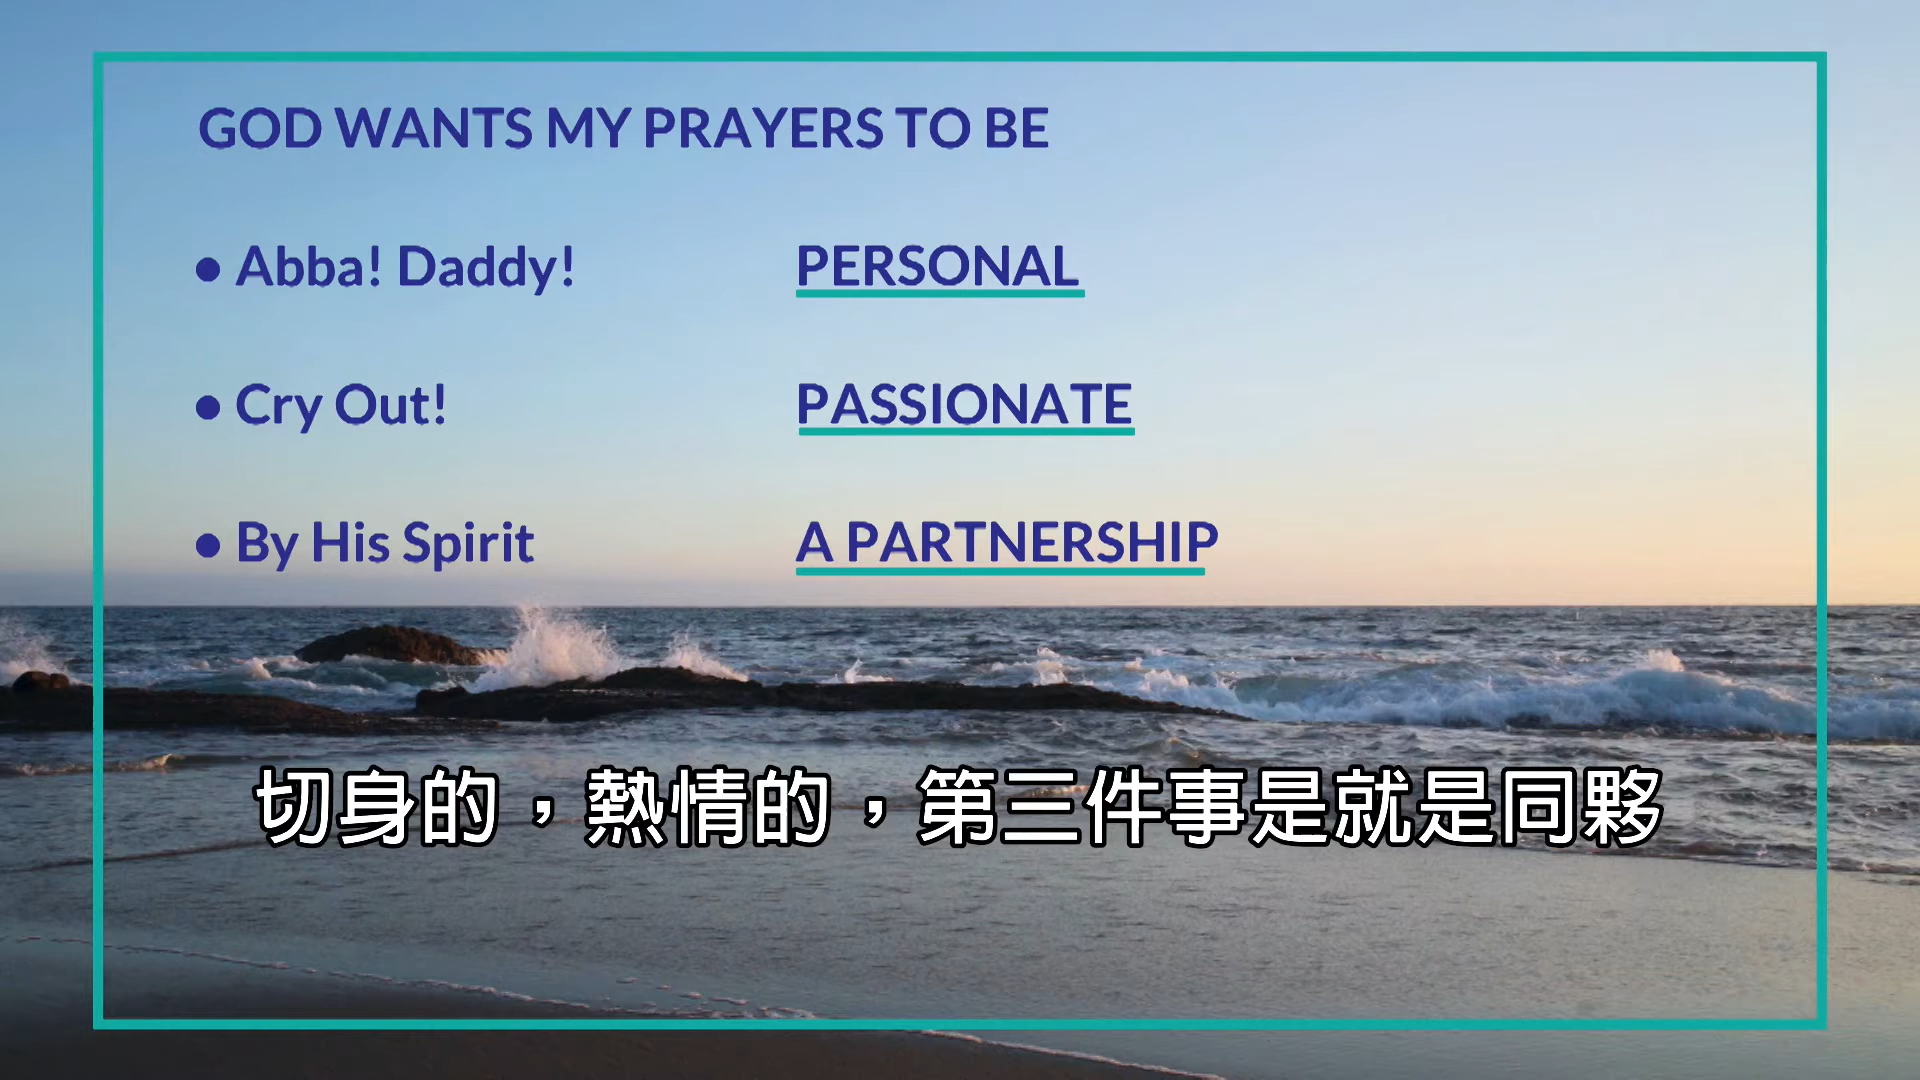 GOD WANTS MY PRAYERS TO BE
• Abba! Daddy! PERSONAL
• Cry Out! PASSIONATE
• By His Spirit A PARTNERSHIP
切身的，熱情的，第三件事是就是同夥